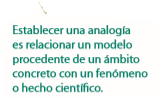 Establecer una analogía
es relacionar un modelo
procedente de un ámbito
concreto con un fenómeno
o hecho científico.